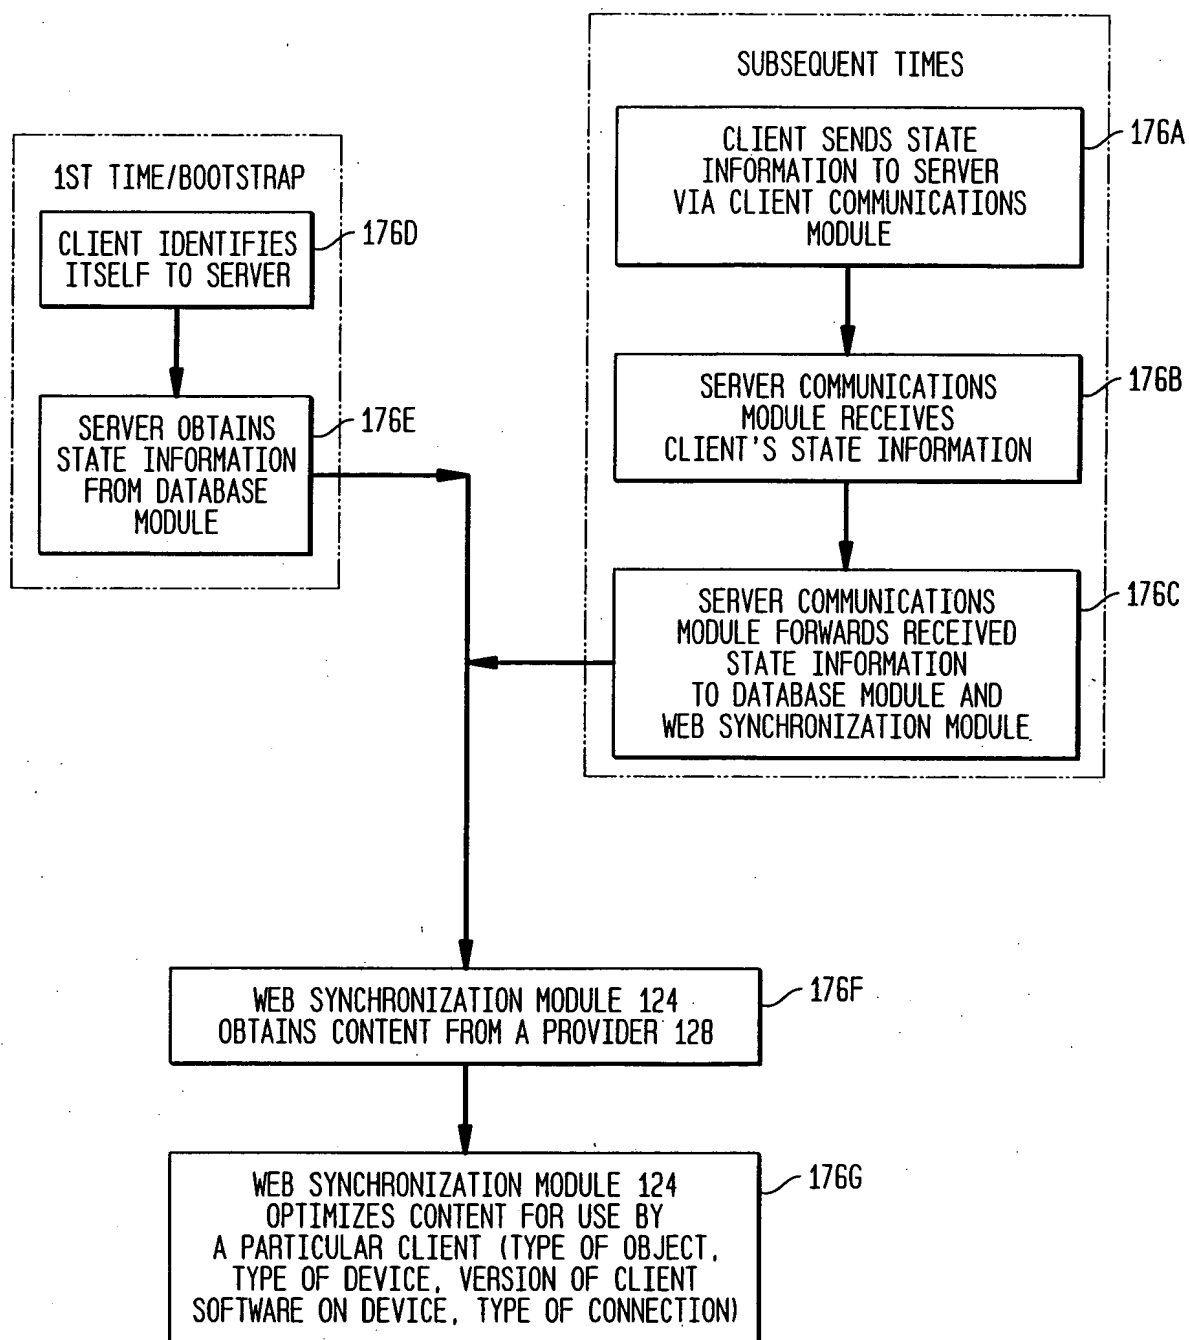 SUBSEQUENT TIMES
CLIENT SENDS STATE
INFORMATION TO SERVER
VIA CLIENT COMMUNICATIONS
MODULE
176A
1ST TIME/BOOTSTRAP
CLIENT IDENTIFIES
ITSELF TO SERVER
176D
SERVER COMMUNICATIONS
MODULE RECEIVES
CLIENT'S STATE INFORMATION
176B
SERVER OBTAINS
STATE INFORMATION
FROM DATABASE
MODULE
176E
SERVER COMMUNICATIONS
MODULE FORWARDS RECEIVED
STATE INFORMATION
TO DATABASE MODULE AND
WEB SYNCHRONIZATION MODULE
176C
WEB SYNCHRONIZATION MODULE 124
OBTAINS CONTENT FROM A PROVIDER 128
176F
WEB SYNCHRONIZATION MODULE 124
OPTIMIZES CONTENT FOR USE BY
A PARTICULAR CLIENT (TYPE OF OBJECT,
TYPE OF DEVICE, VERSION OF CLIENT
SOFTWARE ON DEVICE, TYPE OF CONNECTION)
176G